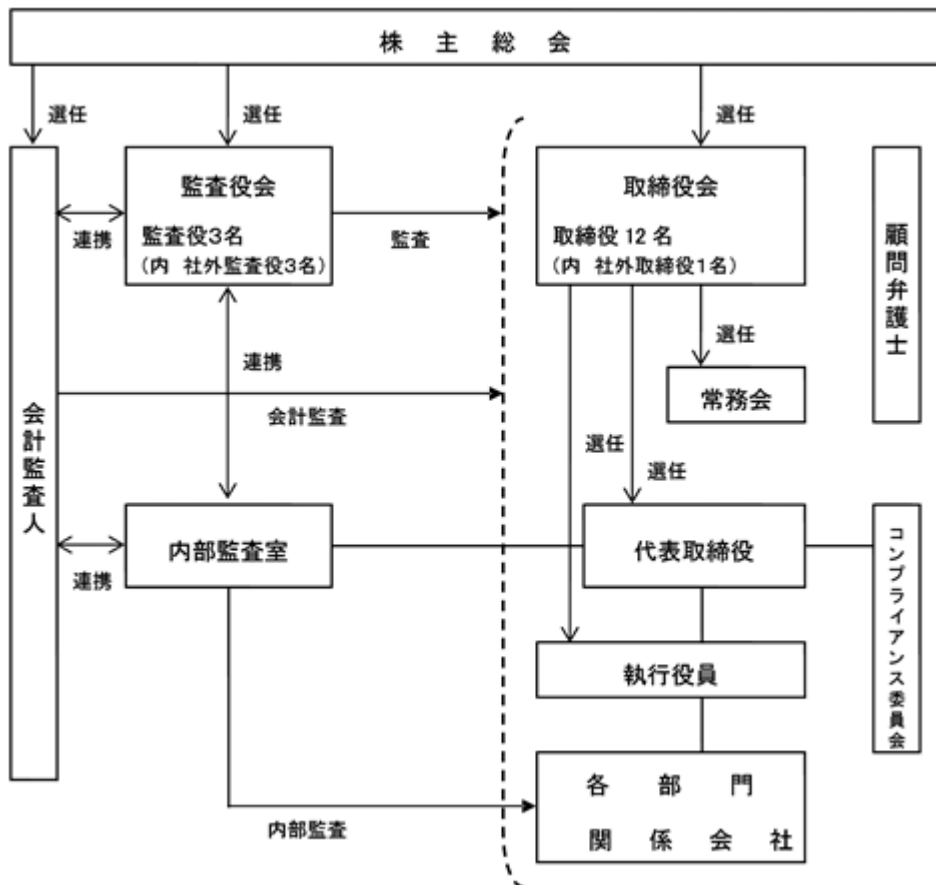 株主総会
選任
選任
選任
監査役会
監査役3名
（内 社外監査役3名）
連携
監査
取締役会
取締役 12 名
（内 社外取締役1名）
顧問弁護士
選任
常務会
連携
会計監査
会計監査人
選任
選任
内部監査室
代表取締役
コンプライアンス委員会
連携
執行役員
各部門
関係会社
内部監査